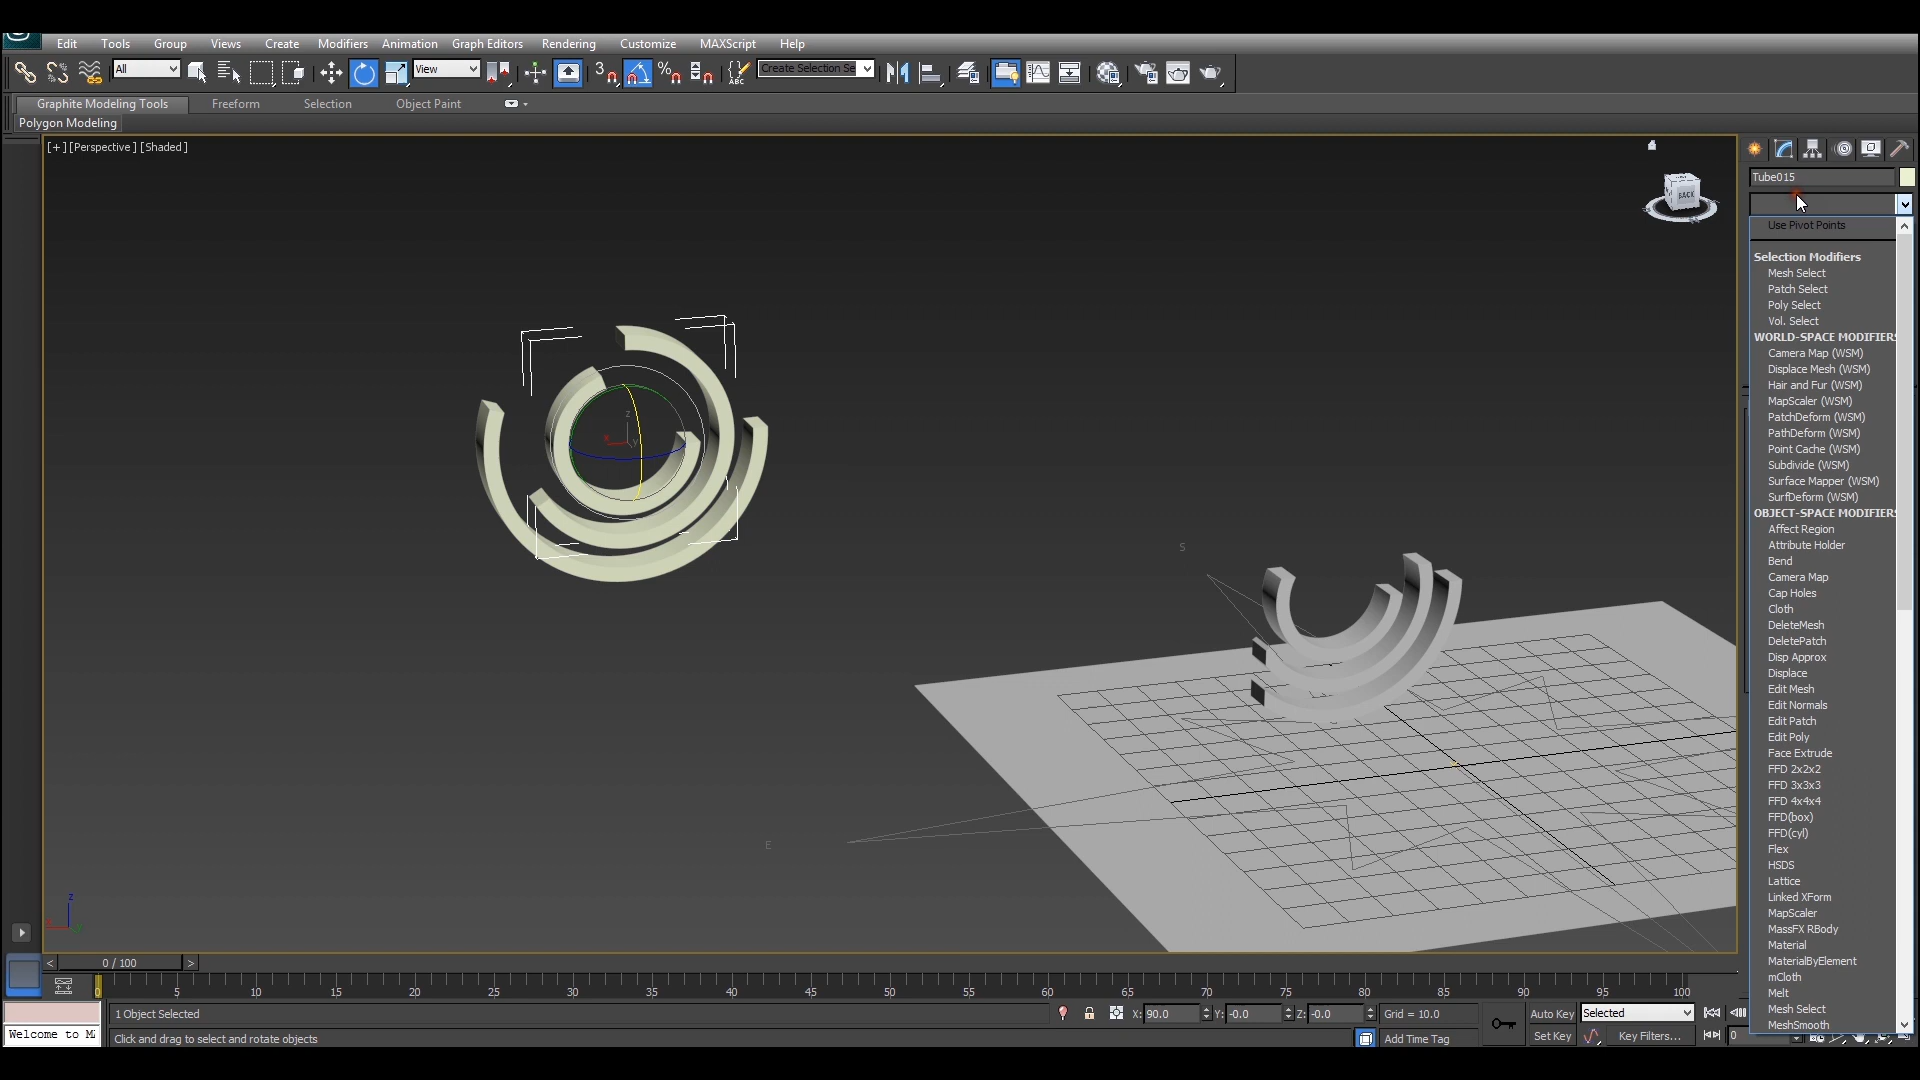 Edit Tools Group Views Create Modifiers Animation Graph Editors Rendering Customize MAXScript Help
All View Create Selection Se
Graphite Modeling Tools Freeform Selection Object Paint
Polygon Modeling
[+] [Perspective ] [Shaded ]
BACK
Tube015
Use Pivot Points
Selection Modifiers
Mesh Select
Patch Select
Poly Select
Vol. Select
WORLD-SPACE MODIFIERS
Camera Map (WSM)
Displace Mesh (WSM)
Hair and Fur (WSM)
MapScaler (WSM)
PatchDeform (WSM)
PathDeform (WSM)
Point Cache (WSM)
Subdivide (WSM)
Surface Mapper (WSM)
SurfDeform (WSM)
OBJECT-SPACE MODIFIERS
Affect Region
Attribute Holder
Bend
Camera Map
Cap Holes
Cloth
DeleteMesh
DeletePatch
Disp Approx
Displace
Edit Mesh
Edit Normals
Edit Patch
Edit Poly
Face Extrude
FFD 2x2x2
FFD 3x3x3
FFD 4x4x4
FFD(box)
FFD(cyl)
Flex
HSDS
Lattice
Linked XForm
MapScaler
MassFX RBody
Material
MaterialByElement
mCloth
Melt
Mesh Select
MeshSmooth
z
x
y
S
E
z
< 0 / 100 >
0 5 10 15 20 25 30 35 40 45 50 55 60 65 70 75 80 85 90 95 100
1 Object Selected X: 90.0 Y: -0.0 Z: -0.0 Grid = 10.0 Auto Key Selected
Welcome to M Click and drag to select and rotate objects Add Time Tag Set Key Key Filters... 0